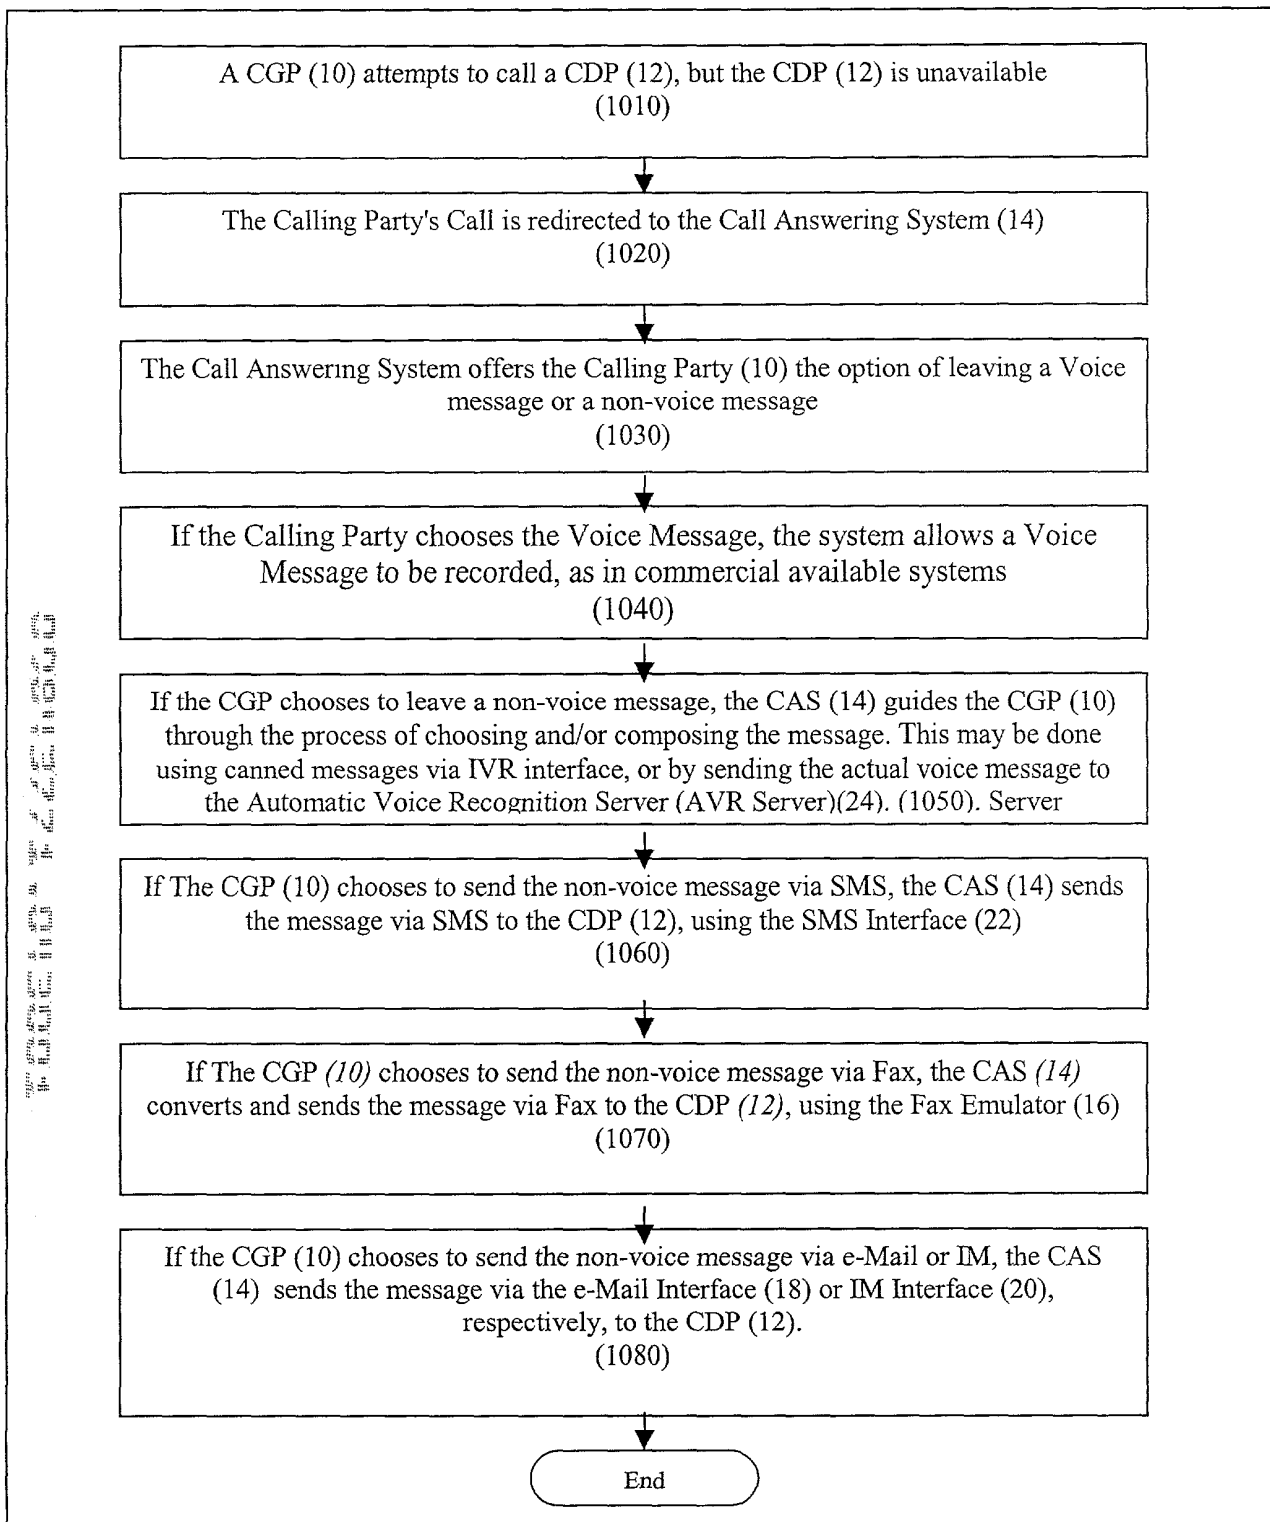 A CGP (10) attempts to call a CDP (12), but the CDP (12) is unavailable
(1010)
The Calling Party's Call is redirected to the Call Answering System (14)
(1020)
The Call Answering System offers the Calling Party (10) the option of leaving a Voice
message or a non-voice message
(1030)
If the Calling Party chooses the Voice Message, the system allows a Voice
Message to be recorded, as in commercial available systems
(1040)
If the CGP chooses to leave a non-voice message, the CAS (14) guides the CGP (10)
through the process of choosing and/or composing the message. This may be done
using canned messages via IVR interface, or by sending the actual voice message to
the Automatic Voice Recognition Server (AVR Server)(24). (1050). Server
If The CGP (10) chooses to send the non-voice message via SMS, the CAS (14) sends
the message via SMS to the CDP (12), using the SMS Interface (22)
(1060)
If The CGP (10) chooses to send the non-voice message via Fax, the CAS (14)
converts and sends the message via Fax to the CDP (12), using the Fax Emulator (16)
(1070)
If the CGP (10) chooses to send the non-voice message via e-Mail or IM, the CAS
(14) sends the message via the e-Mail Interface (18) or IM Interface (20),
respectively, to the CDP (12).
(1080)
End